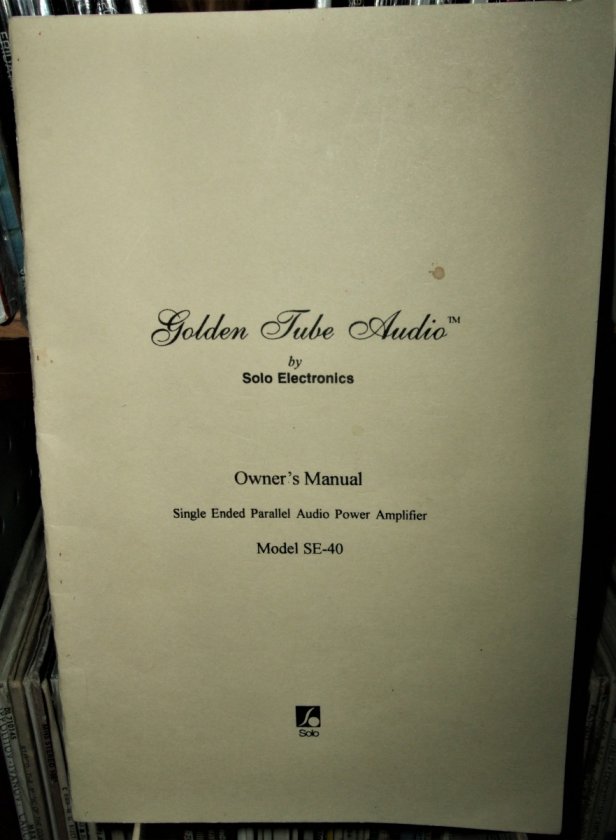 Golden Tube Audio™
by
Solo Electronics
Owner's Manual
Single Ended Parallel Audio Power Amplifier
Model SE-40
Solo